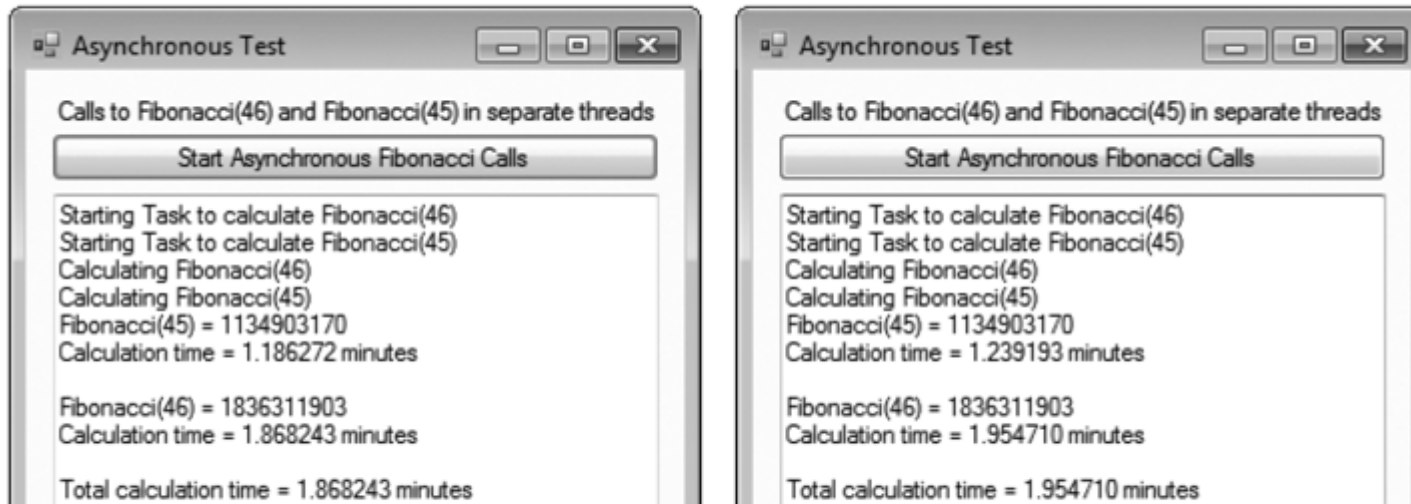 Asynchronous Test
Calls to Fibonacci(46) and Fibonacci(45) in separate threads
Start Asynchronous Fibonacci Calls
Starting Task to calculate Fibonacci(46)
Starting Task to calculate Fibonacci(45)
Calculating Fibonacci(46)
Calculating Fibonacci(45)
Fibonacci(45) = 1134903170
Calculation time = 1.186272 minutes
Fibonacci(46) = 1836311903
Calculation time = 1.868243 minutes
Total calculation time = 1.868243 minutes
Asynchronous Test
Calls to Fibonacci(46) and Fibonacci(45) in separate threads
Start Asynchronous Fibonacci Calls
Starting Task to calculate Fibonacci(46)
Starting Task to calculate Fibonacci(45)
Calculating Fibonacci(46)
Calculating Fibonacci(45)
Fibonacci(45) = 1134903170
Calculation time = 1.239193 minutes
Fibonacci(46) = 1836311903
Calculation time = 1.954710 minutes
Total calculation time = 1.954710 minutes